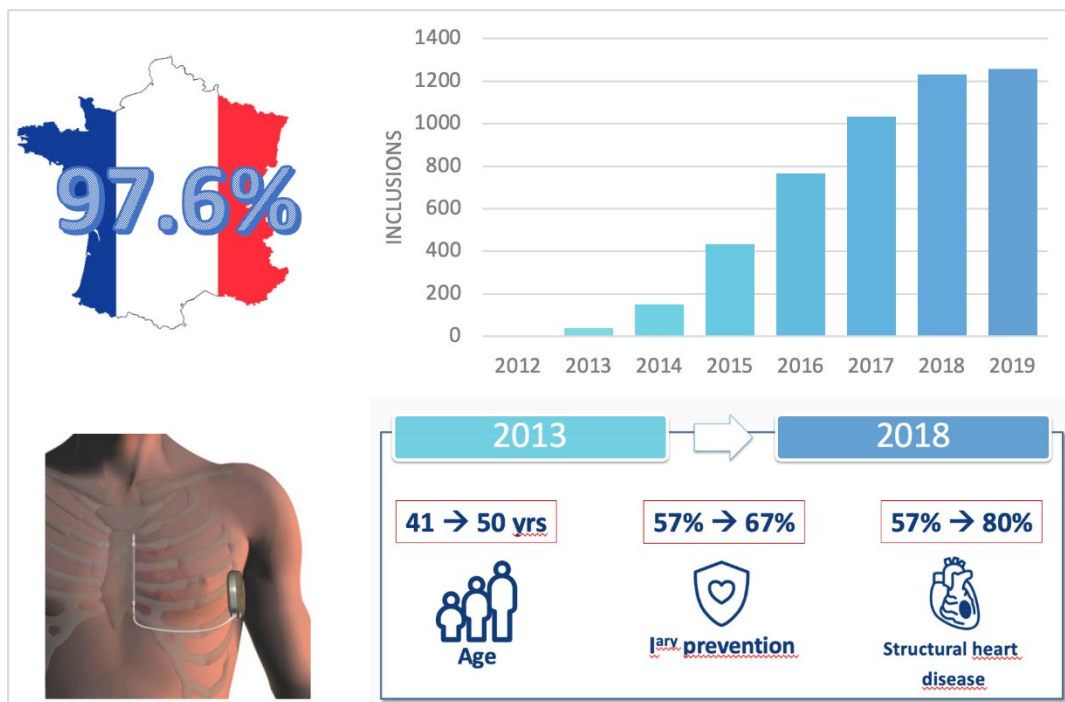 97.6%
INCLUSIONS
1400
1200
1000
800
600
400
200
0
2012 2013 2014 2015 2016 2017 2018 2019
2013 2018
41 → 50 yrs 57% → 67% 57% → 80%
Age
Iᵃʳʸ prevention
Structural heart
disease